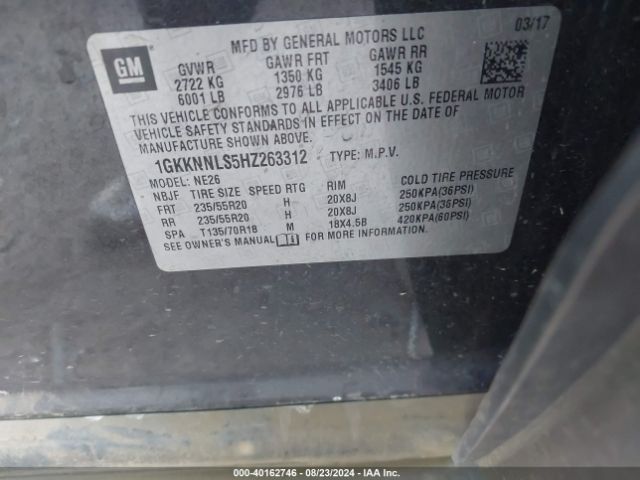 GM
MFD BY GENERAL MOTORS LLC
03/17
GVWR GAWR FRT GAWR RR
2722 KG 1350 KG 1545 KG
6001 LB 2976 LB 3406 LB
THIS VEHICLE CONFORMS TO ALL APPLICABLE U.S. FEDERAL MOTOR
VEHICLE SAFETY STANDARDS IN EFFECT ON THE DATE OF
MANUFACTURE SHOWN ABOVE.
1GKKNNLS5HZ263312 TYPE: M.P.V.
MODEL: NE26
NBJF TIRE SIZE SPEED RTG RIM COLD TIRE PRESSURE
FRT 235/55R20 H 20X8J 250KPA(36PSI)
RR 235/55R20 H 20X8J 250KPA(36PSI)
SPA T135/70R18 M 18X4.5B 420KPA(60PSI)
SEE OWNER'S MANUAL FOR MORE INFORMATION.
000-40162746 - 08/23/2024 - IAA Inc.